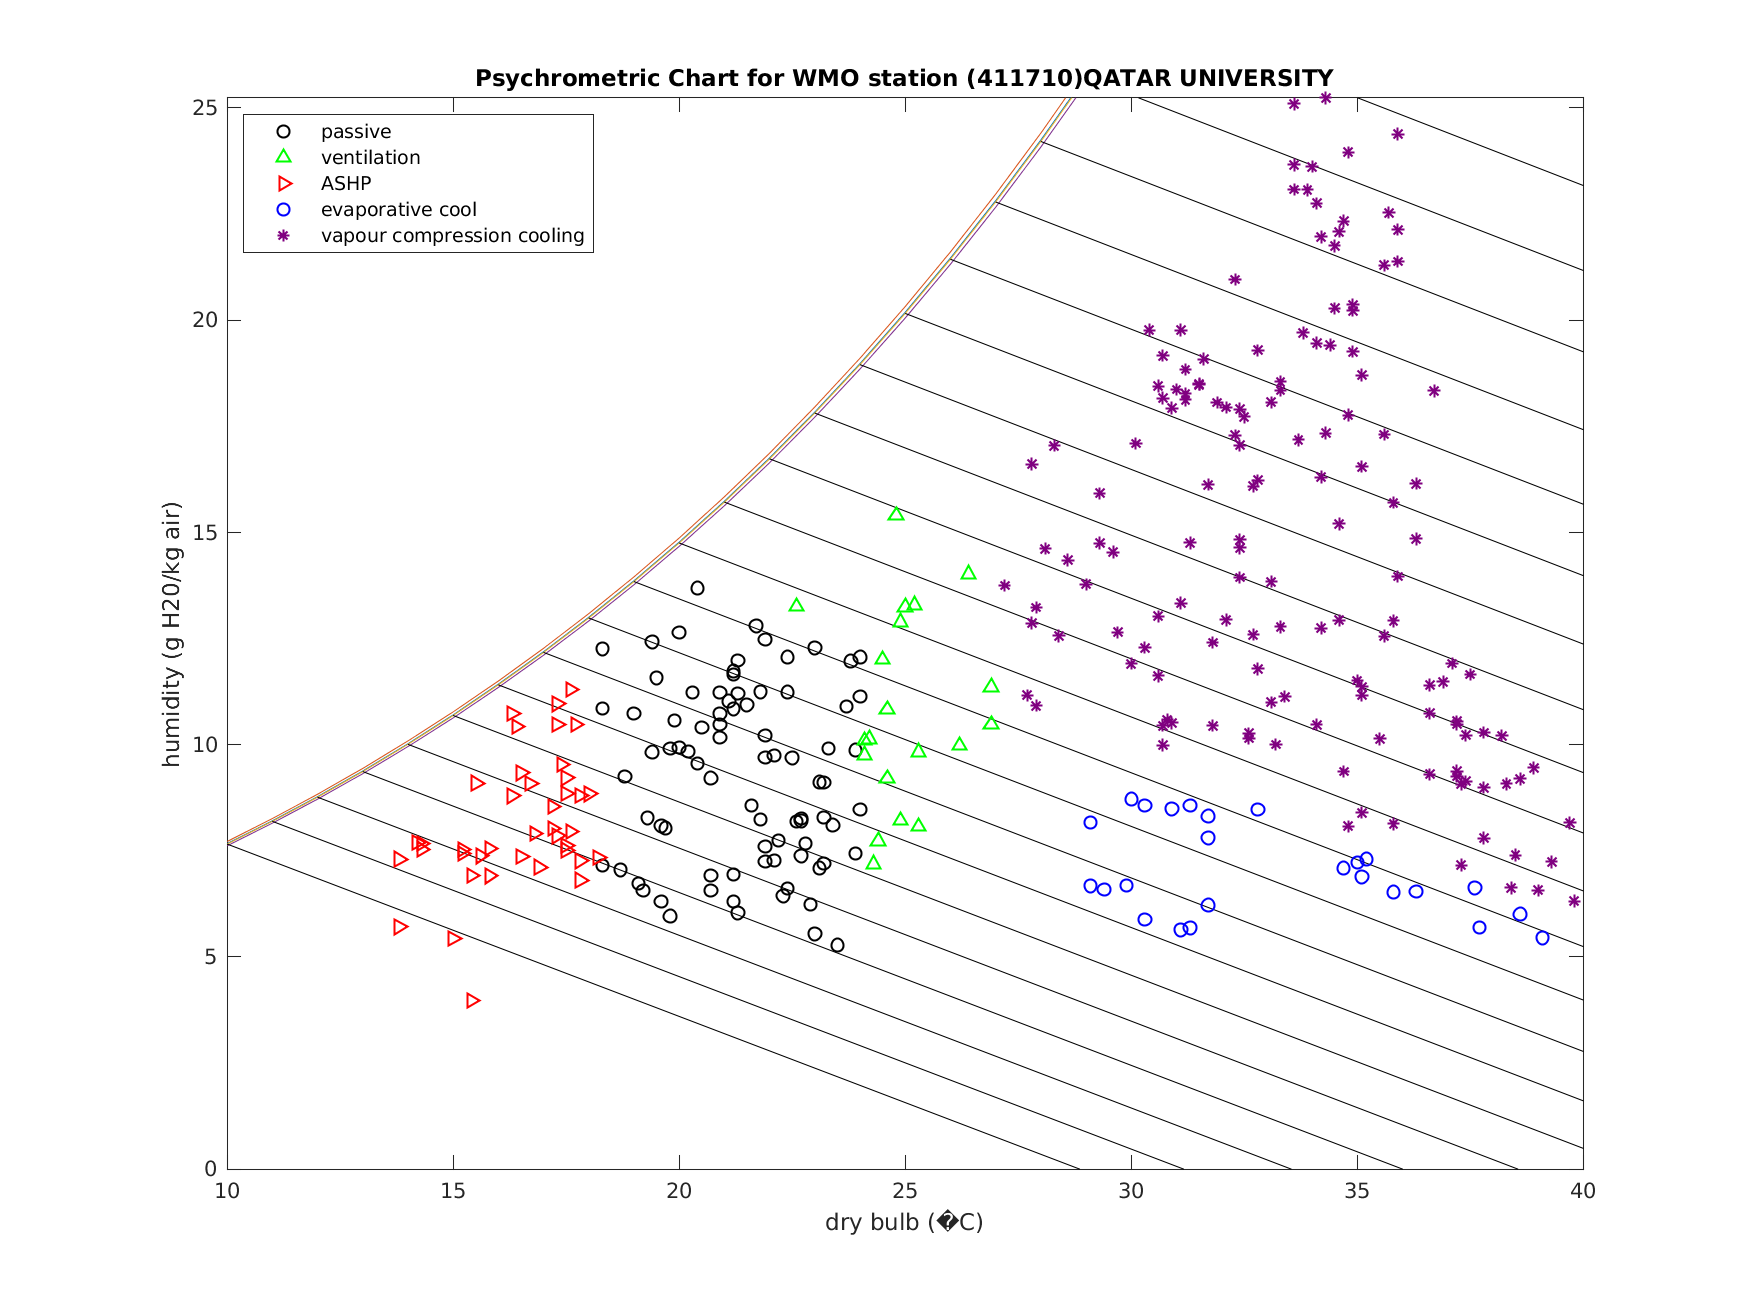 Psychrometric Chart for WMO station (411710)QATAR UNIVERSITY
passive
ventilation
ASHP
evaporative cool
vapour compression cooling
humidity (g H20/kg air)
25
20
15
10
5
0
10 15 20 25 30 35 40
dry bulb (�C)